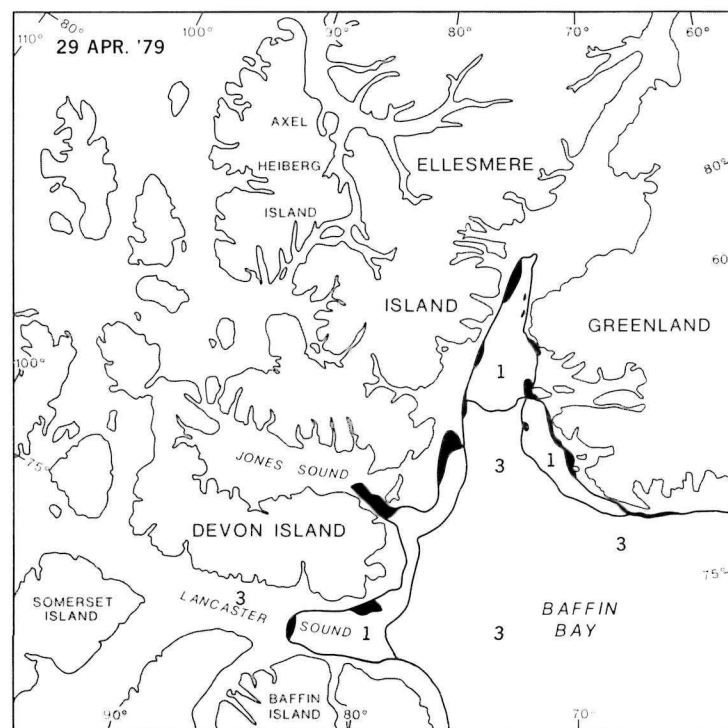 80° 100° 90° 80° 70° 60°
110° 29 APR. '79
AXEL
HEIBERG
ISLAND
ELLESMERE
ISLAND
80°
60
GREENLAND
100°
1
JONES SOUND
3
1
75°
DEVON ISLAND
3
75°
SOMERSET
ISLAND
3
LANCASTER
SOUND 1
3
BAFFIN
BAY
BAFFIN
ISLAND
90° 80° 70°